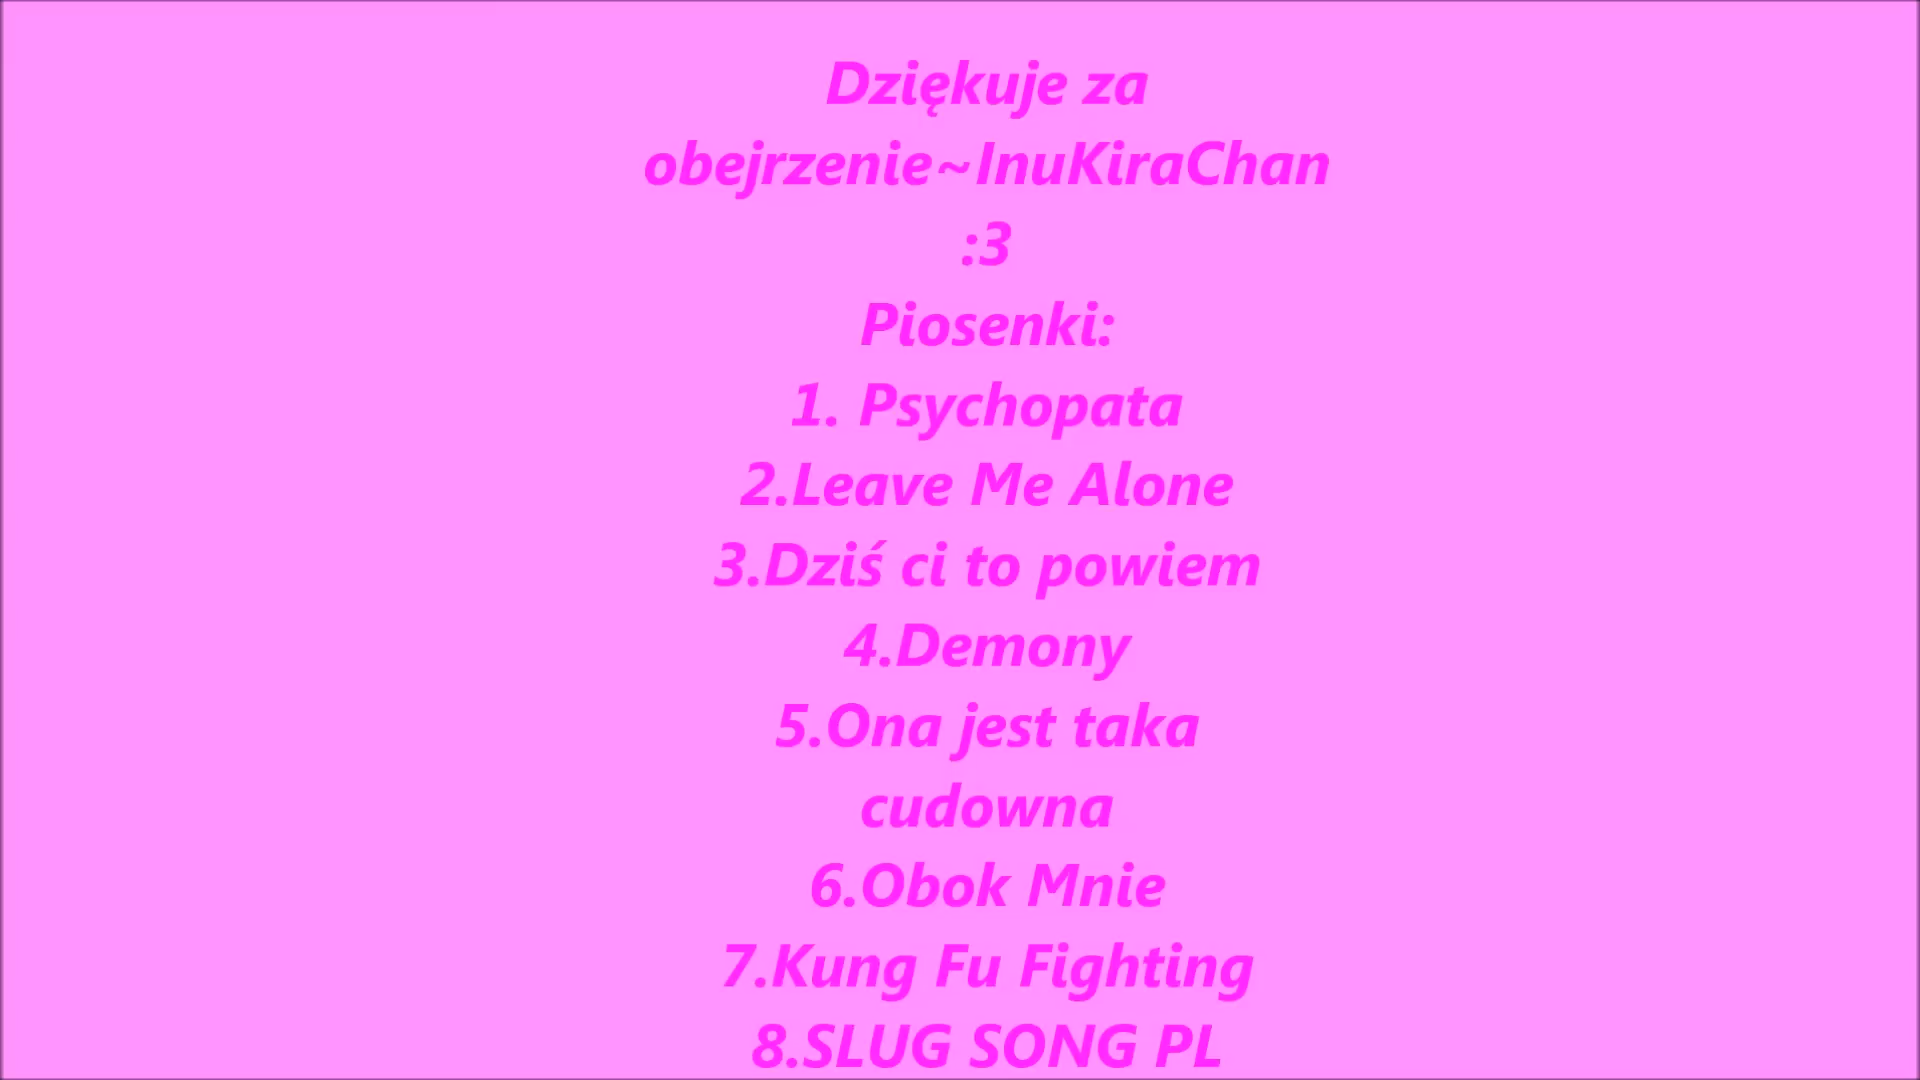 Dziękuje za
obejrzenie~InuKiraChan
:3
Piosenki:
1. Psychopata
2.Leave Me Alone
3.Dziś ci to powiem
4.Demony
5.Ona jest taka
cudowna
6.Obok Mnie
7.Kung Fu Fighting
8.SLUG SONG PL